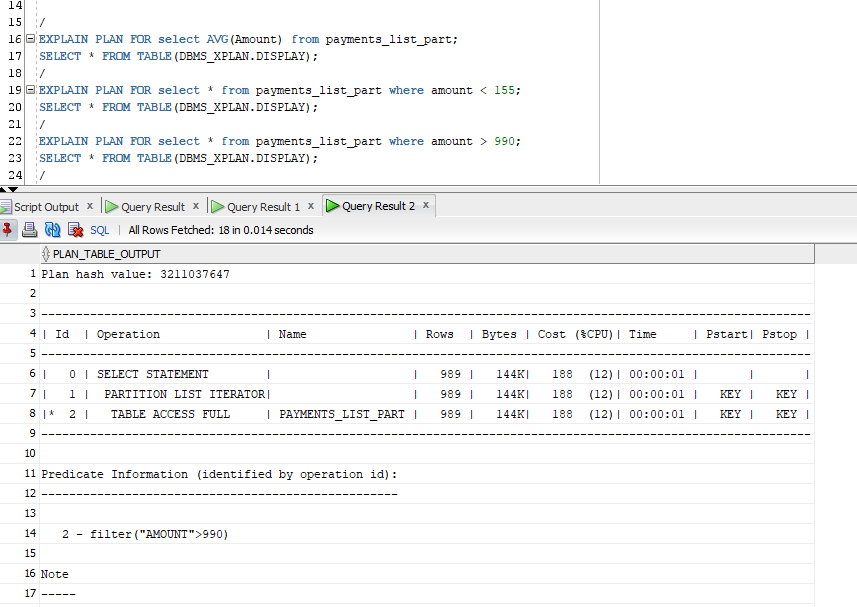 14
15 /
16 EXPLAIN PLAN FOR select AVG(Amount) from payments_list_part;
17 SELECT * FROM TABLE(DBMS_XPLAN.DISPLAY);
18 /
19 EXPLAIN PLAN FOR select * from payments_list_part where amount < 155;
20 SELECT * FROM TABLE(DBMS_XPLAN.DISPLAY);
21 /
22 EXPLAIN PLAN FOR select * from payments_list_part where amount > 990;
23 SELECT * FROM TABLE(DBMS_XPLAN.DISPLAY);
24 /
Script Output x Query Result x Query Result 1 x Query Result 2 x
SQL | All Rows Fetched: 18 in 0.014 seconds
PLAN_TABLE_OUTPUT
1 Plan hash value: 3211037647
2
3 --------------------------------------------------------------------------------------------------------------
4 | Id  | Operation               | Name               | Rows  | Bytes | Cost (%CPU)| Time     | Pstart| Pstop |
5 --------------------------------------------------------------------------------------------------------------
6 |   0 | SELECT STATEMENT        |                    |   989 |   144K|   188  (12)| 00:00:01 |       |       |
7 |   1 |  PARTITION LIST ITERATOR|                    |   989 |   144K|   188  (12)| 00:00:01 |   KEY |   KEY |
8 |*  2 |   TABLE ACCESS FULL     | PAYMENTS_LIST_PART |   989 |   144K|   188  (12)| 00:00:01 |   KEY |   KEY |
9 --------------------------------------------------------------------------------------------------------------
10
11 Predicate Information (identified by operation id):
12 ---------------------------------------------------
13
14    2 - filter("AMOUNT">990)
15
16 Note
17 -----